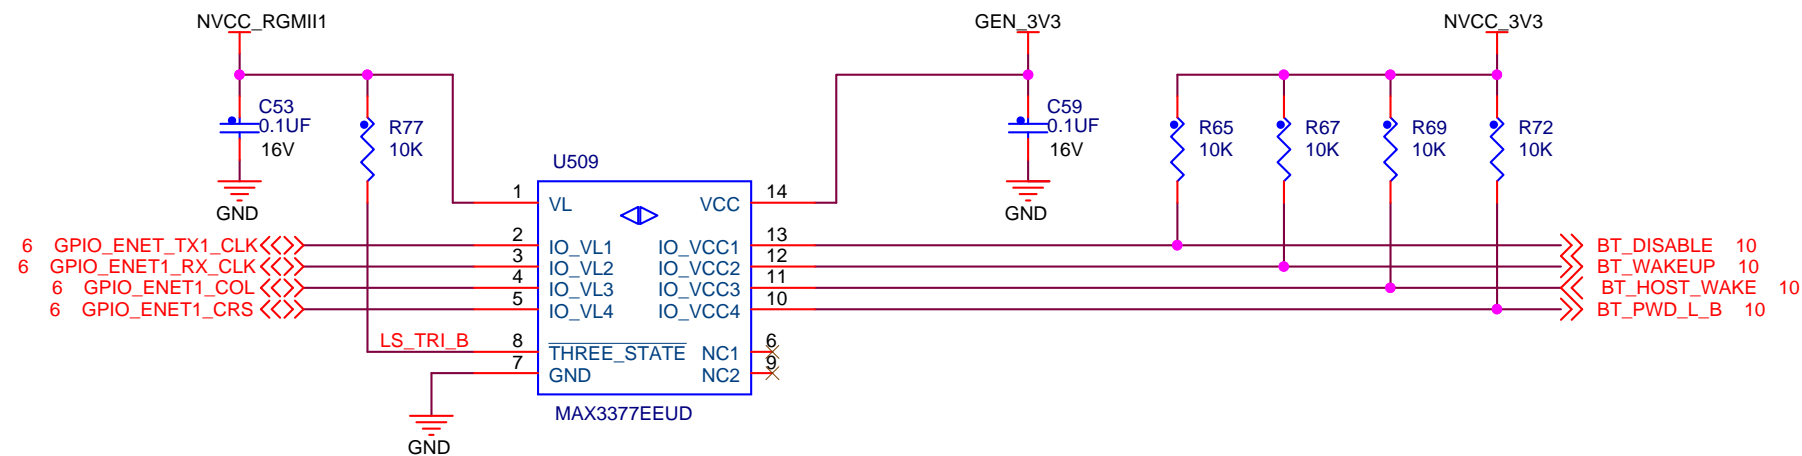 NVCC_RGMII1 GEN_3V3 NVCC_3V3
C53
0.1UF
16V
R77
10K
GND
C59
0.1UF
16V
GND
R65
10K
R67
10K
R69
10K
R72
10K
U509
1 VL VCC 14
6 GPIO_ENET_TX1_CLK 2 IO_VL1 IO_VCC1 13 BT_DISABLE 10
6 GPIO_ENET1_RX_CLK 3 IO_VL2 IO_VCC2 12 BT_WAKEUP 10
6 GPIO_ENET1_COL 4 IO_VL3 IO_VCC3 11 BT_HOST_WAKE 10
6 GPIO_ENET1_CRS 5 IO_VL4 IO_VCC4 10 BT_PWD_L_B 10
LS_TRI_B 8 THREE_STATE NC1 6
7 GND NC2 9
MAX3377EEUD
GND